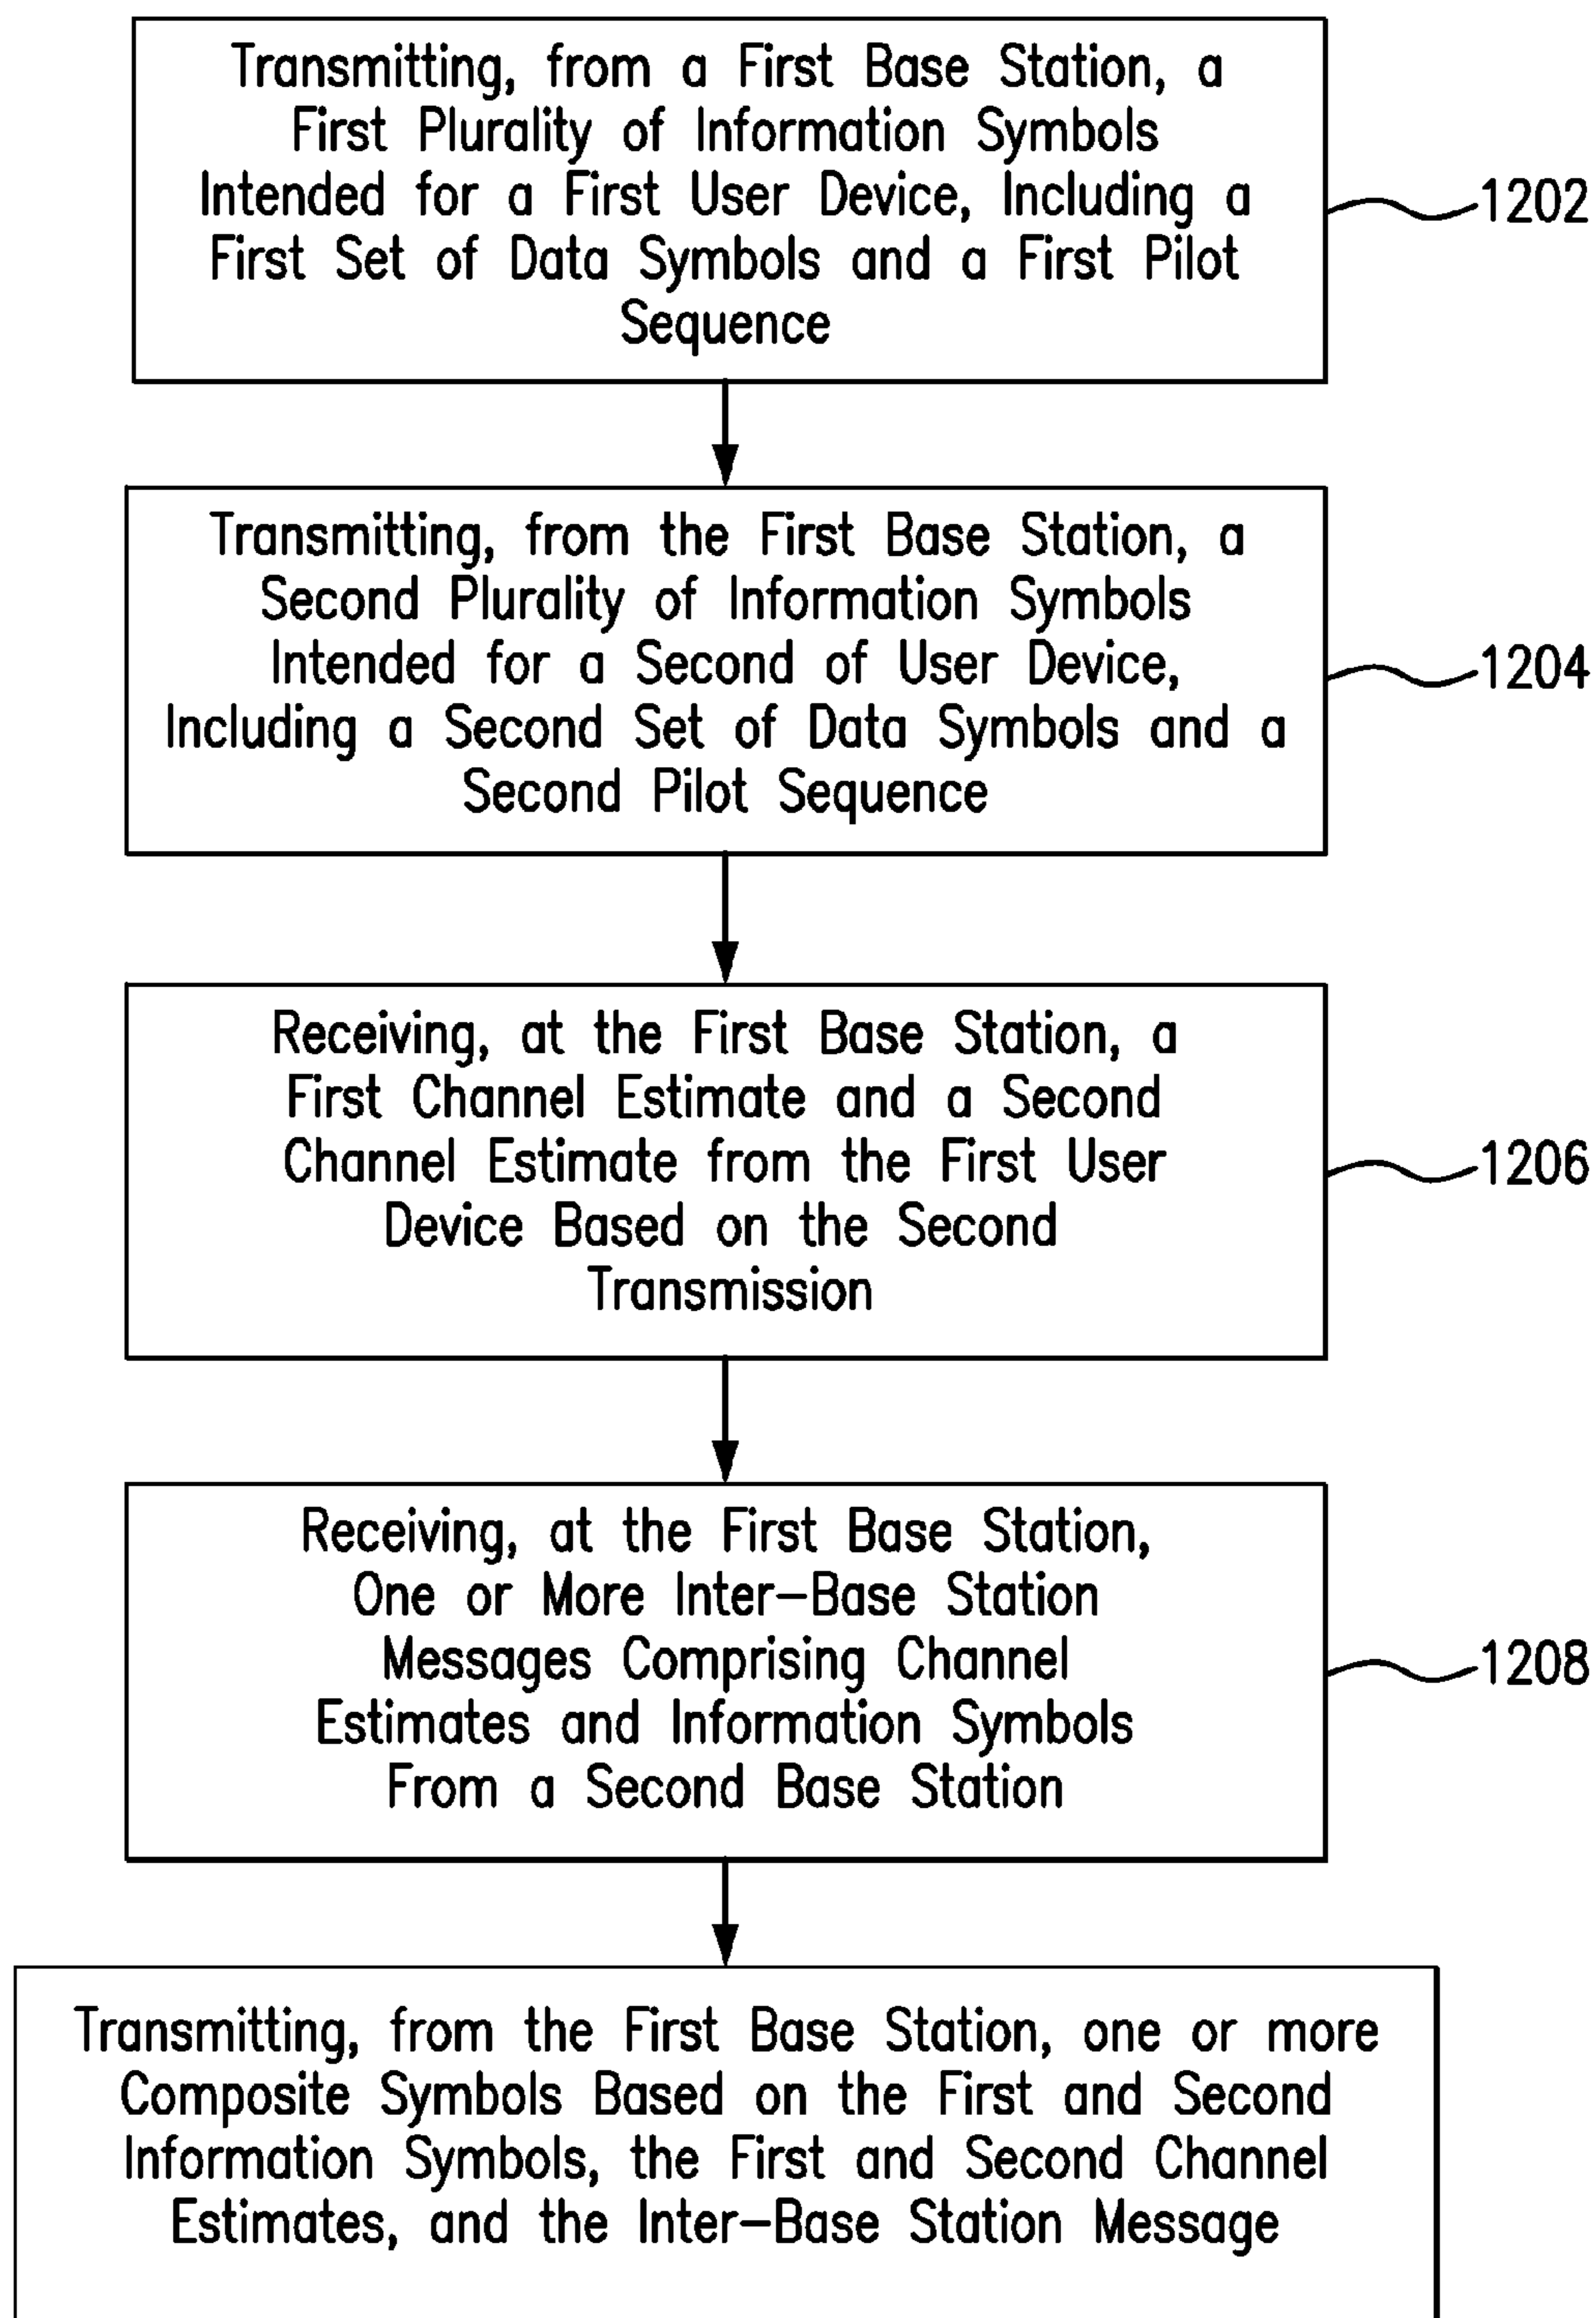 Transmitting, from a First Base Station, a
First Plurality of Information Symbols
Intended for a First User Device, Including a
First Set of Data Symbols and a First Pilot
Sequence
1202
Transmitting, from the First Base Station, a
Second Plurality of Information Symbols
Intended for a Second of User Device,
Including a Second Set of Data Symbols and a
Second Pilot Sequence
1204
Receiving, at the First Base Station, a
First Channel Estimate and a Second
Channel Estimate from the First User
Device Based on the Second
Transmission
1206
Receiving, at the First Base Station,
One or More Inter-Base Station
Messages Comprising Channel
Estimates and Information Symbols
From a Second Base Station
1208
Transmitting, from the First Base Station, one or more
Composite Symbols Based on the First and Second
Information Symbols, the First and Second Channel
Estimates, and the Inter-Base Station Message